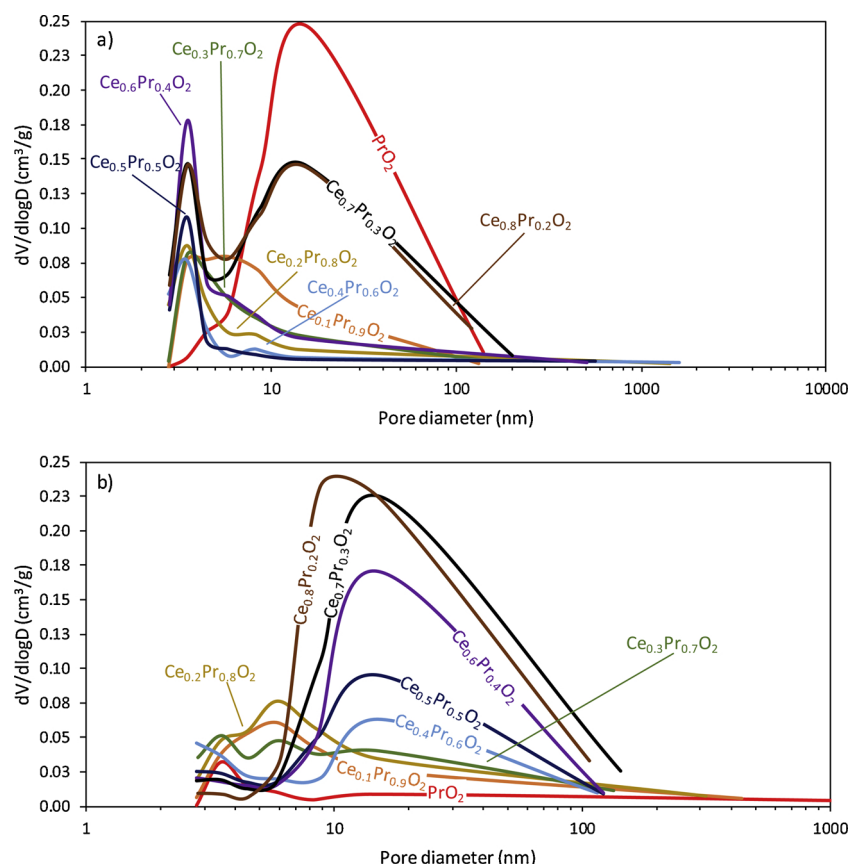 a)
dV/dlogD (cm³/g)
0.25
0.23
0.20
0.18
0.15
0.13
0.10
0.08
0.05
0.03
0.00
Ce₀.₃Pr₀.₇O₂
Ce₀.₆Pr₀.₄O₂
Ce₀.₅Pr₀.₅O₂
PrO₂
Ce₀.₇Pr₀.₃O₂
Ce₀.₈Pr₀.₂O₂
Ce₀.₂Pr₀.₈O₂
Ce₀.₄Pr₀.₆O₂
Ce₀.₁Pr₀.₉O₂
1 10 100 1000 10000
Pore diameter (nm)
b)
dV/dlogD (cm³/g)
0.25
0.23
0.20
0.18
0.15
0.13
0.10
0.08
0.05
0.03
0.00
Ce₀.₈Pr₀.₂O₂
Ce₀.₇Pr₀.₃O₂
Ce₀.₆Pr₀.₄O₂
Ce₀.₃Pr₀.₇O₂
Ce₀.₂Pr₀.₈O₂
Ce₀.₅Pr₀.₅O₂
Ce₀.₄Pr₀.₆O₂
Ce₀.₁Pr₀.₉O₂
PrO₂
1 10 100 1000
Pore diameter (nm)